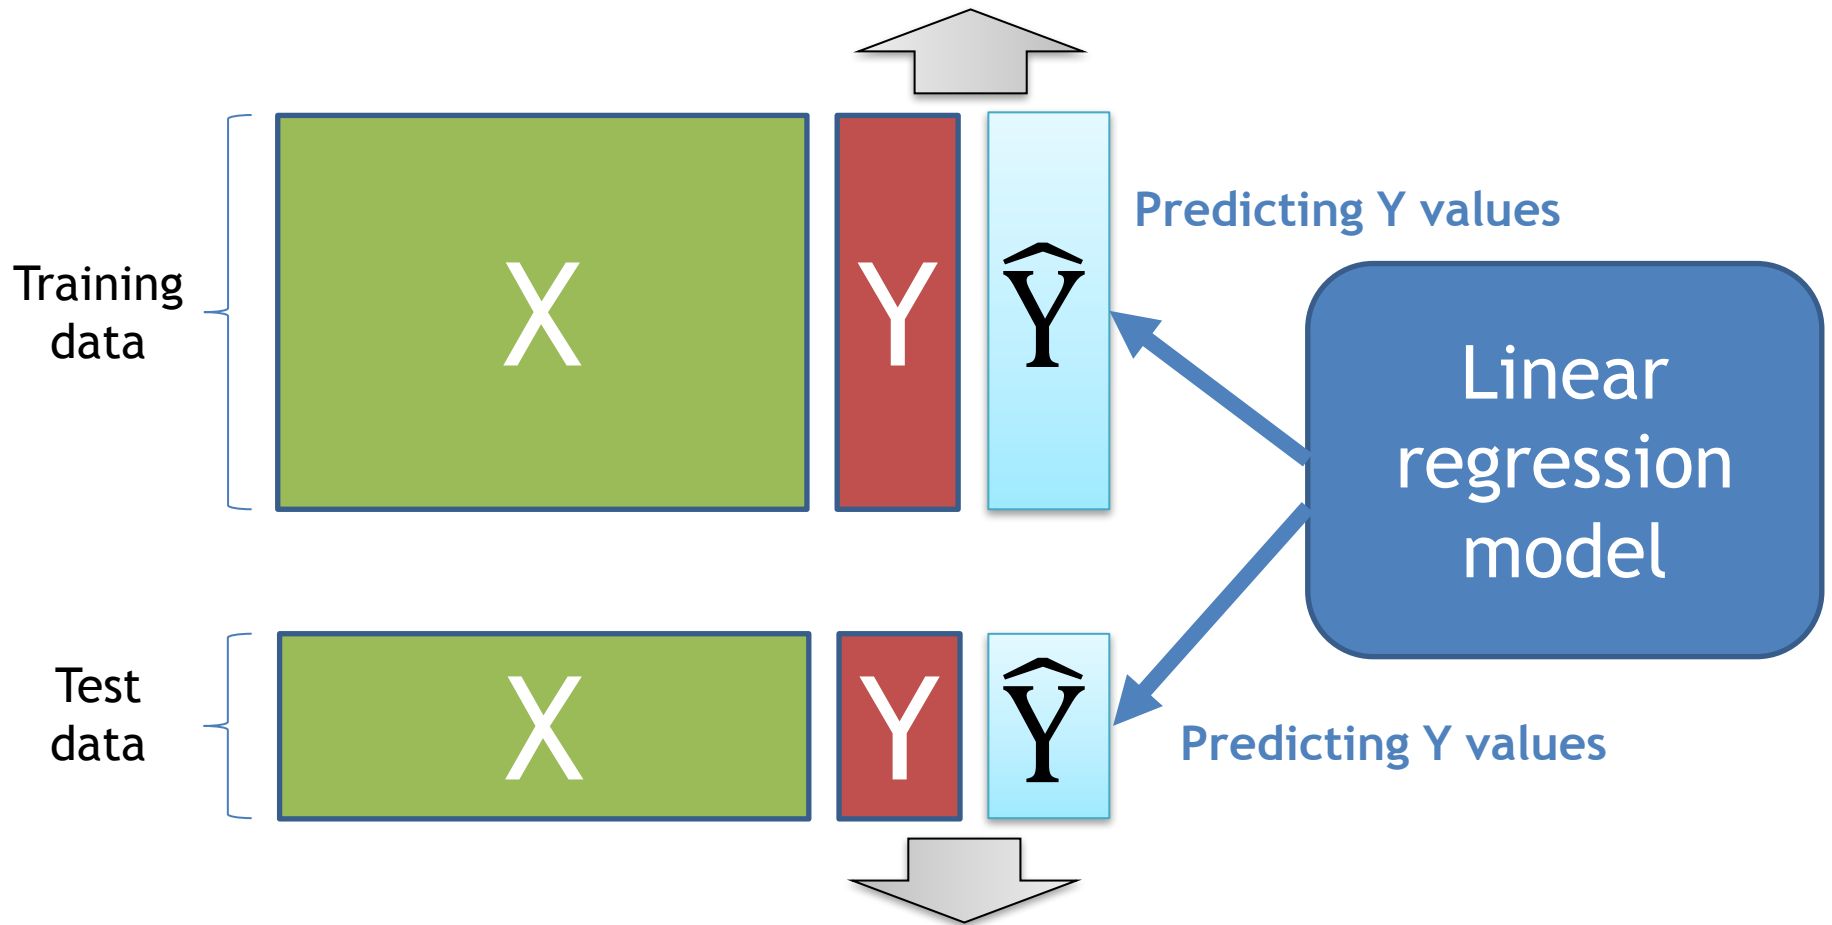 Training
data
X
Y
Ŷ
Predicting Y values
Linear
regression
model
Test
data
X
Y
Ŷ
Predicting Y values